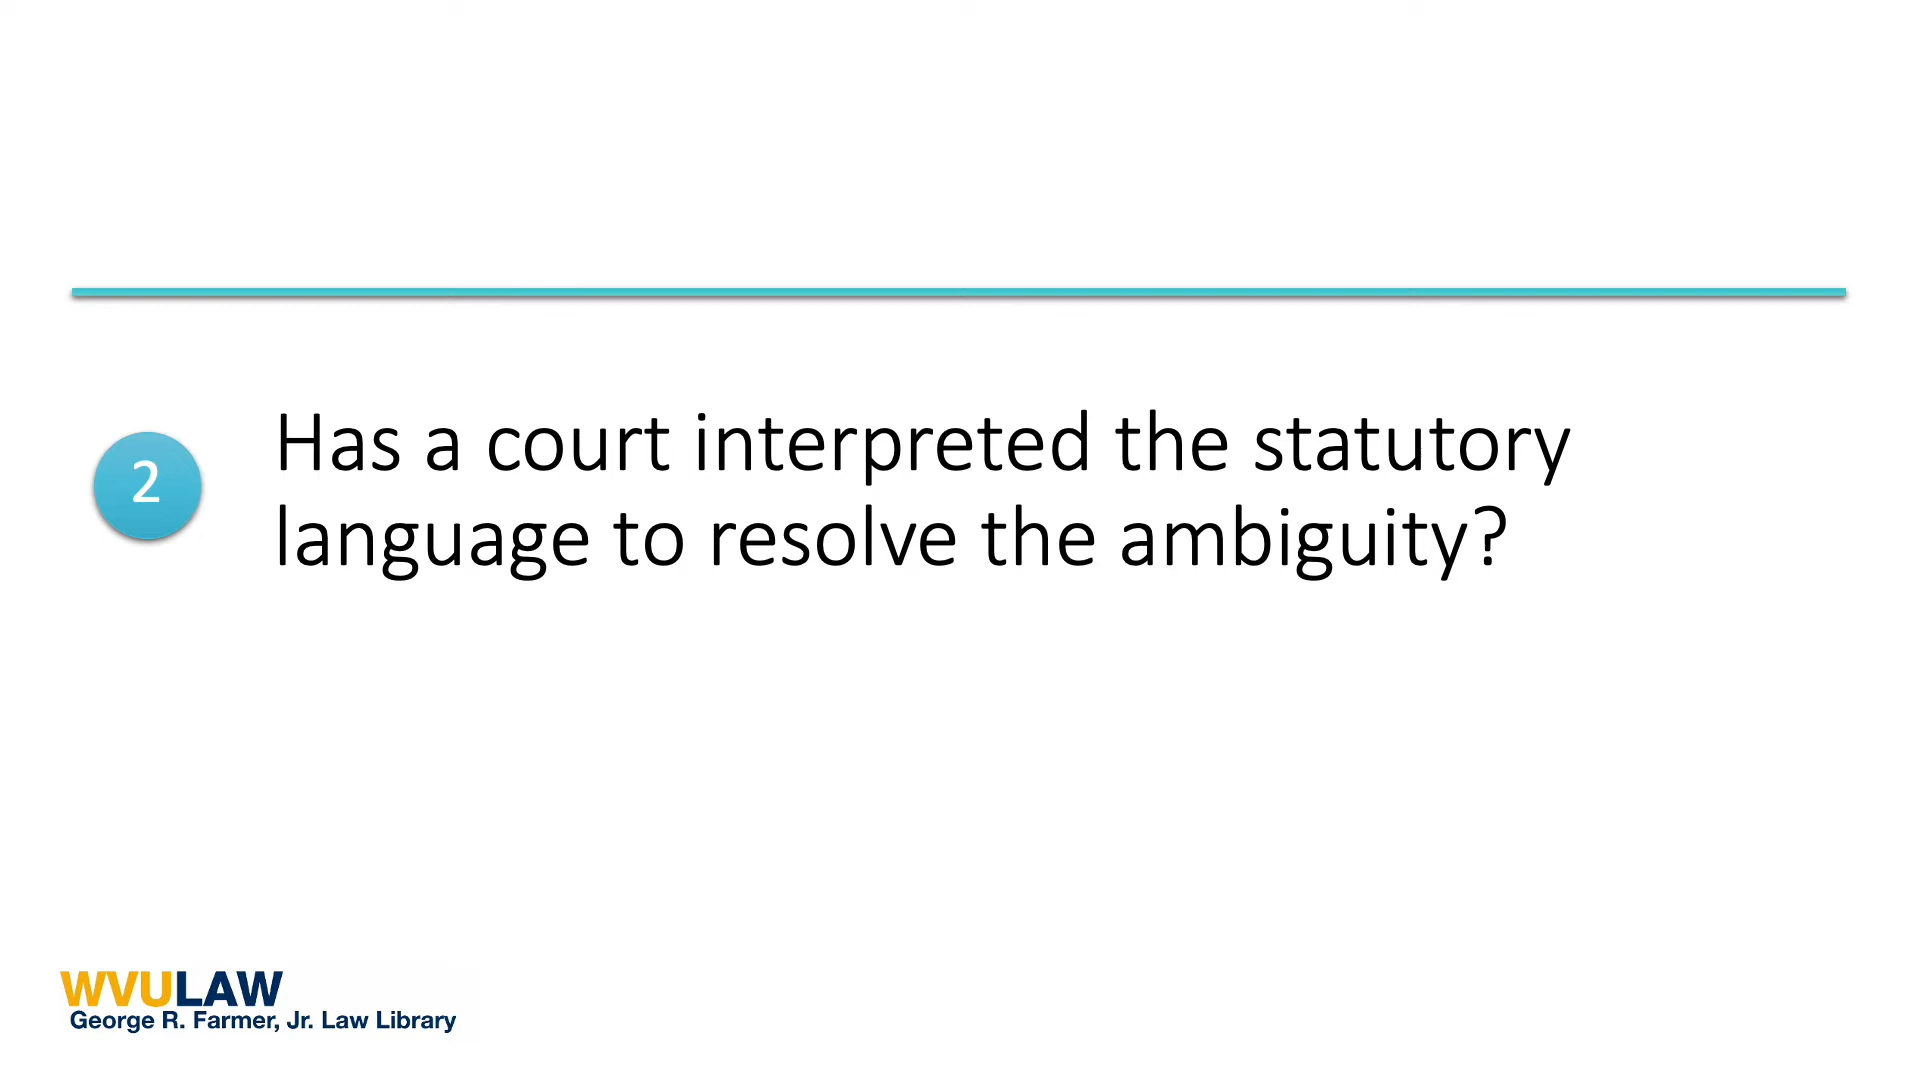 2
Has a court interpreted the statutory
language to resolve the ambiguity?
WVULAW
George R. Farmer, Jr. Law Library